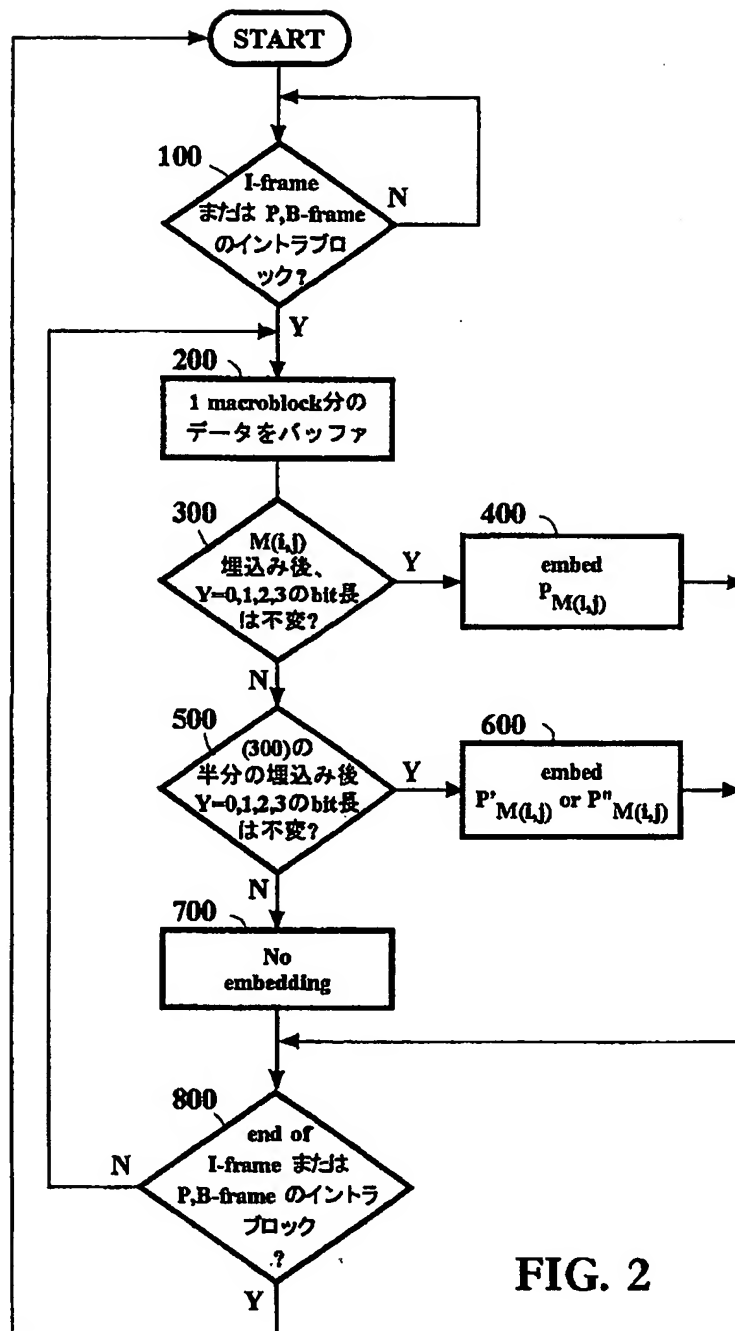 START
100
I-frame
または P,B-frame
のイントラブロ
ック?
N
Y
200
1 macroblock分の
データをバッファ
300
M(i,j)
埋込み後、
Y=0,1,2,3のbit長
は不変?
Y
400
embed
P M(i,j)
N
500
(300)の
半分の埋込み後
Y=0,1,2,3のbit長
は不変?
Y
600
embed
P' M(i,j) or P" M(i,j)
N
700
No
embedding
800
end of
I-frame または
P,B-frame のイントラ
ブロック
?
N
Y
FIG. 2